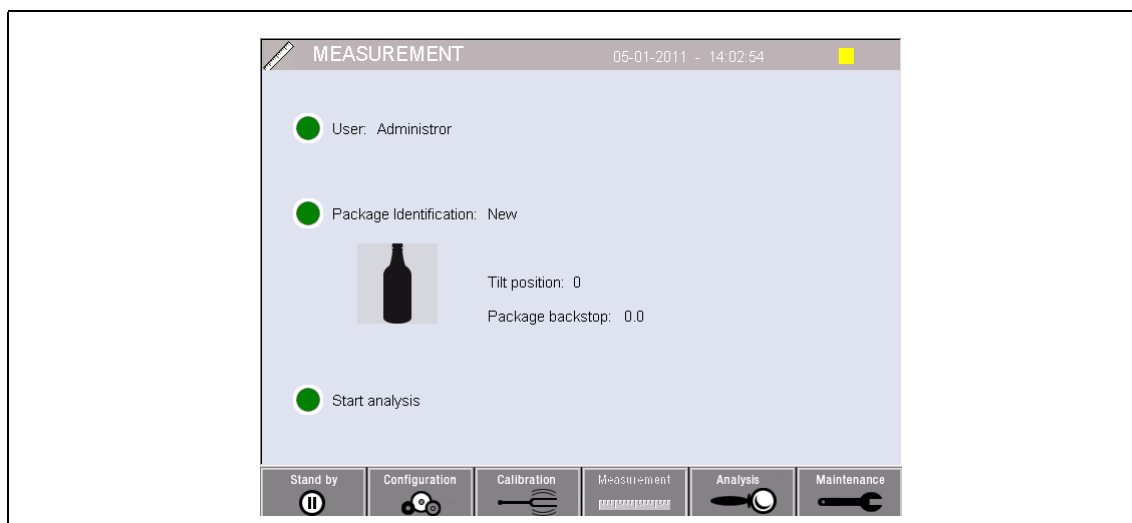 MEASUREMENT 05-01-2011 - 14:02:54
User: Administror
Package Identification: New
Tilt position: 0
Package backstop: 0.0
Start analysis
Stand by Configuration Calibration Measurement Analysis Maintenance